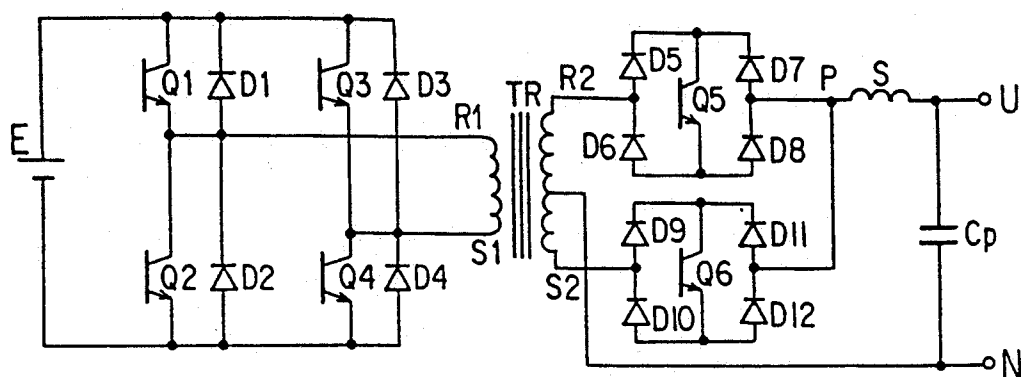 E
Q1
D1
Q3
D3
Q2
D2
Q4
D4
R1
S1
TR
R2
S2
D5
D6
Q5
D7
D8
D9
D10
Q6
D11
D12
P
S
Cp
U
N